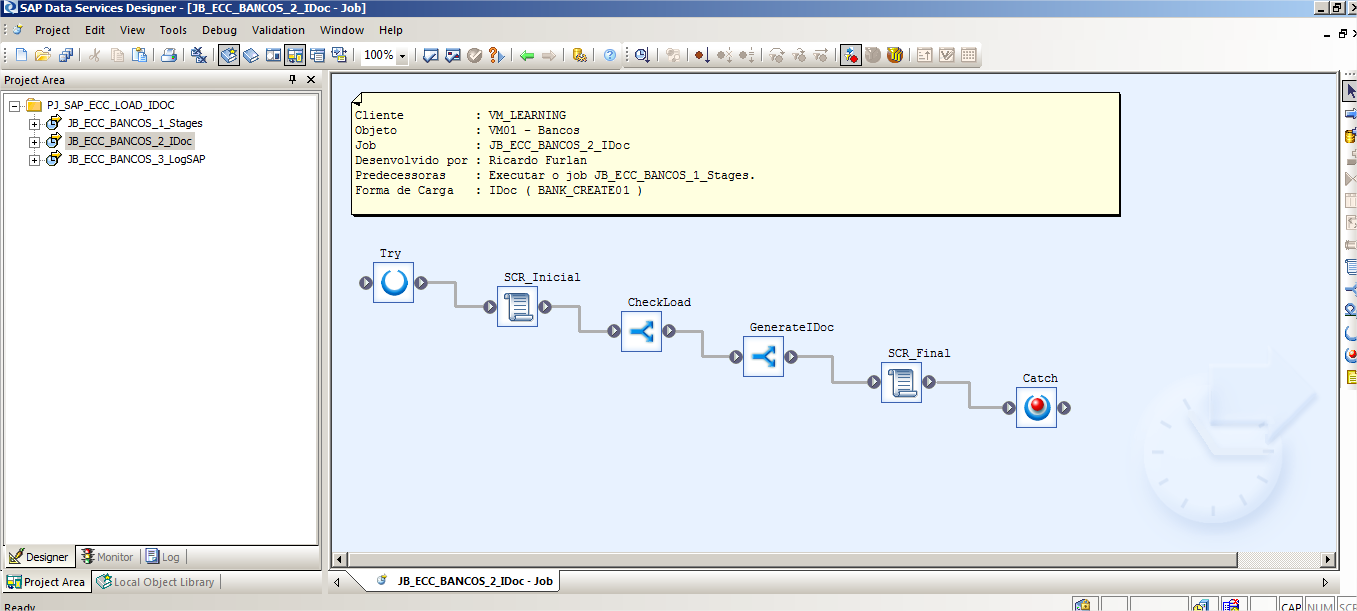 SAP Data Services Designer - [JB_ECC_BANCOS_2_IDoc - Job]
Project Edit View Tools Debug Validation Window Help
100%
Project Area
PJ_SAP_ECC_LOAD_IDOC
JB_ECC_BANCOS_1_Stages
JB_ECC_BANCOS_2_IDoc
JB_ECC_BANCOS_3_LogSAP
Cliente : VM_LEARNING
Objeto : VM01 - Bancos
Job : JB_ECC_BANCOS_2_IDoc
Desenvolvido por : Ricardo Furlan
Predecessoras : Executar o job JB_ECC_BANCOS_1_Stages.
Forma de Carga : IDoc ( BANK_CREATE01 )
Try
SCR_Inicial
CheckLoad
GenerateIDoc
SCR_Final
Catch
Designer Monitor Log
Project Area Local Object Library
JB_ECC_BANCOS_2_IDoc - Job
Ready
CAP NUM SCR